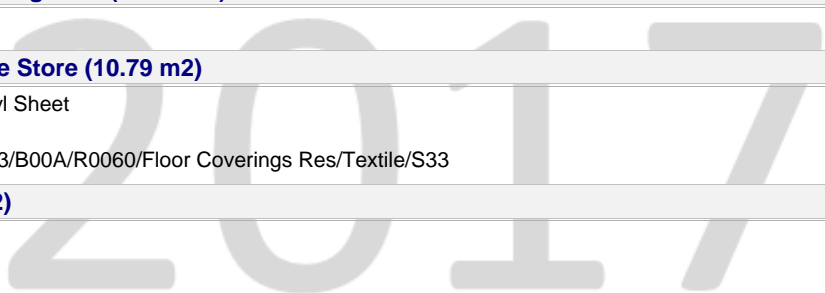 e Store (10.79 m2)
yl Sheet
3/B00A/R0060/Floor Coverings Res/Textile/S33
2)
2017